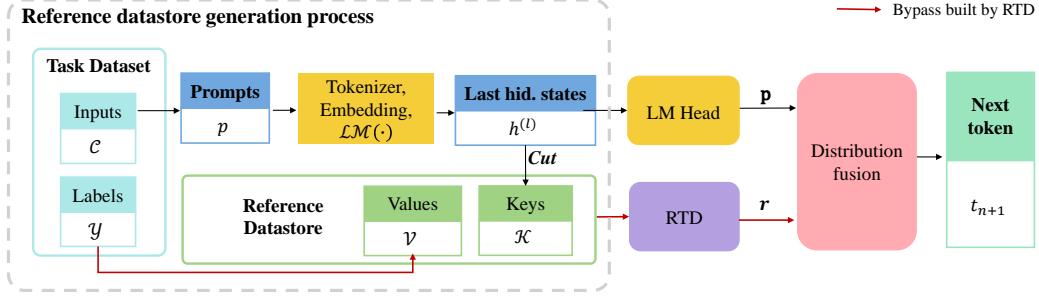 Reference datastore generation process
Bypass built by RTD
Task Dataset
Inputs
𝒞
Labels
𝒴
Prompts
p
Tokenizer,
Embedding,
ℒℳ(·)
Last hid. states
h^(l)
Cut
Reference
Datastore
Values
𝒱
Keys
𝒦
LM Head
p
RTD
r
Distribution
fusion
Next
token
t_{n+1}